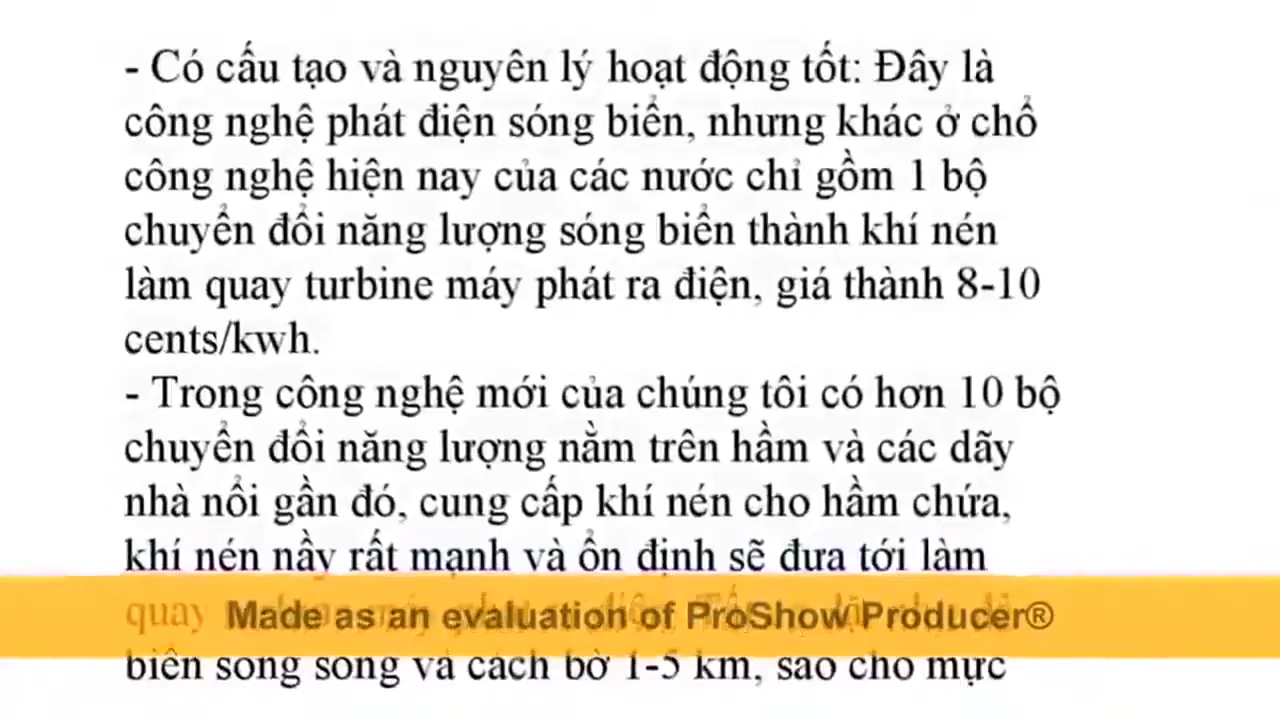 - Có cấu tạo và nguyên lý hoạt động tốt: Đây là
công nghệ phát điện sóng biển, nhưng khác ở chổ
công nghệ hiện nay của các nước chỉ gồm 1 bộ
chuyển đổi năng lượng sóng biển thành khí nén
làm quay turbine máy phát ra điện, giá thành 8-10
cents/kwh.
- Trong công nghệ mới của chúng tôi có hơn 10 bộ
chuyển đổi năng lượng nằm trên hầm và các dãy
nhà nổi gần đó, cung cấp khí nén cho hầm chứa,
khí nén nầy rất mạnh và ổn định sẽ đưa tới làm
quay
Made as an evaluation of ProShow Producer®
biên song song và cách bờ 1-5 km, sao cho mực